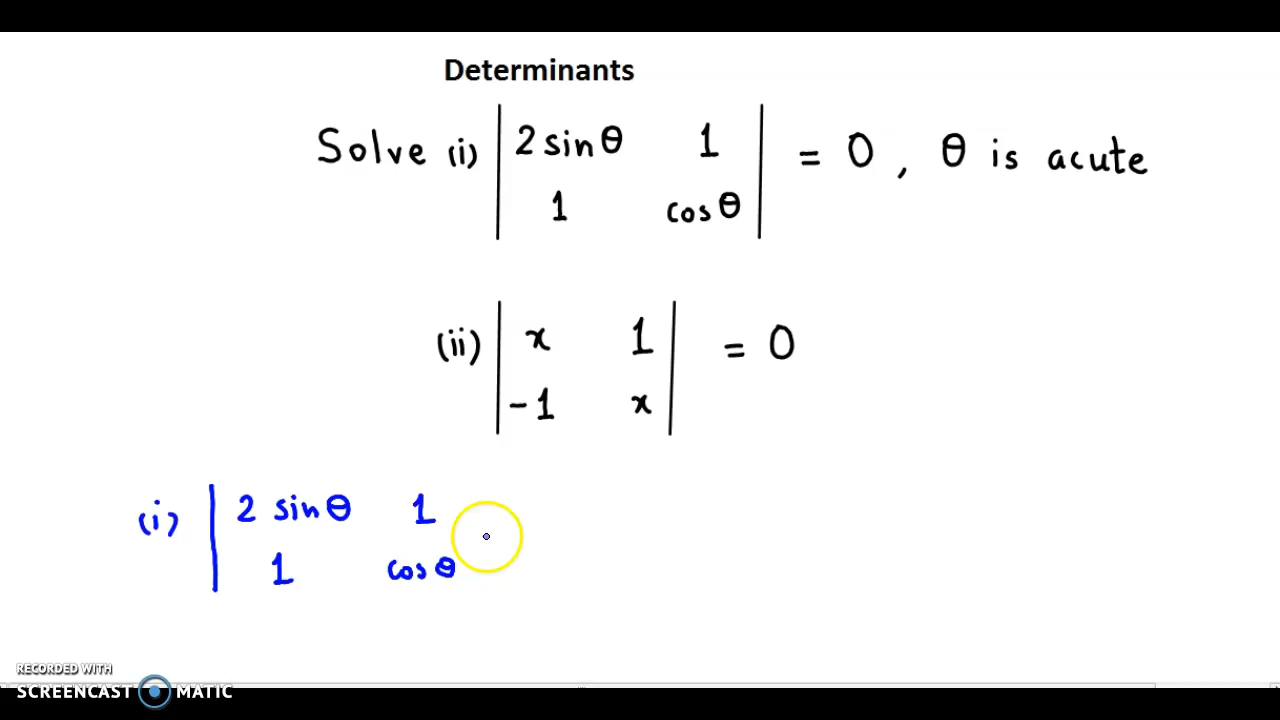 Determinants
Solve (i) | 2 sin θ 1 | = 0 , θ is acute
1 cos θ
(ii) | x 1 | = 0
-1 x
(i) | 2 sin θ 1
1 cos θ
RECORDED WITH
SCREENCAST MATIC